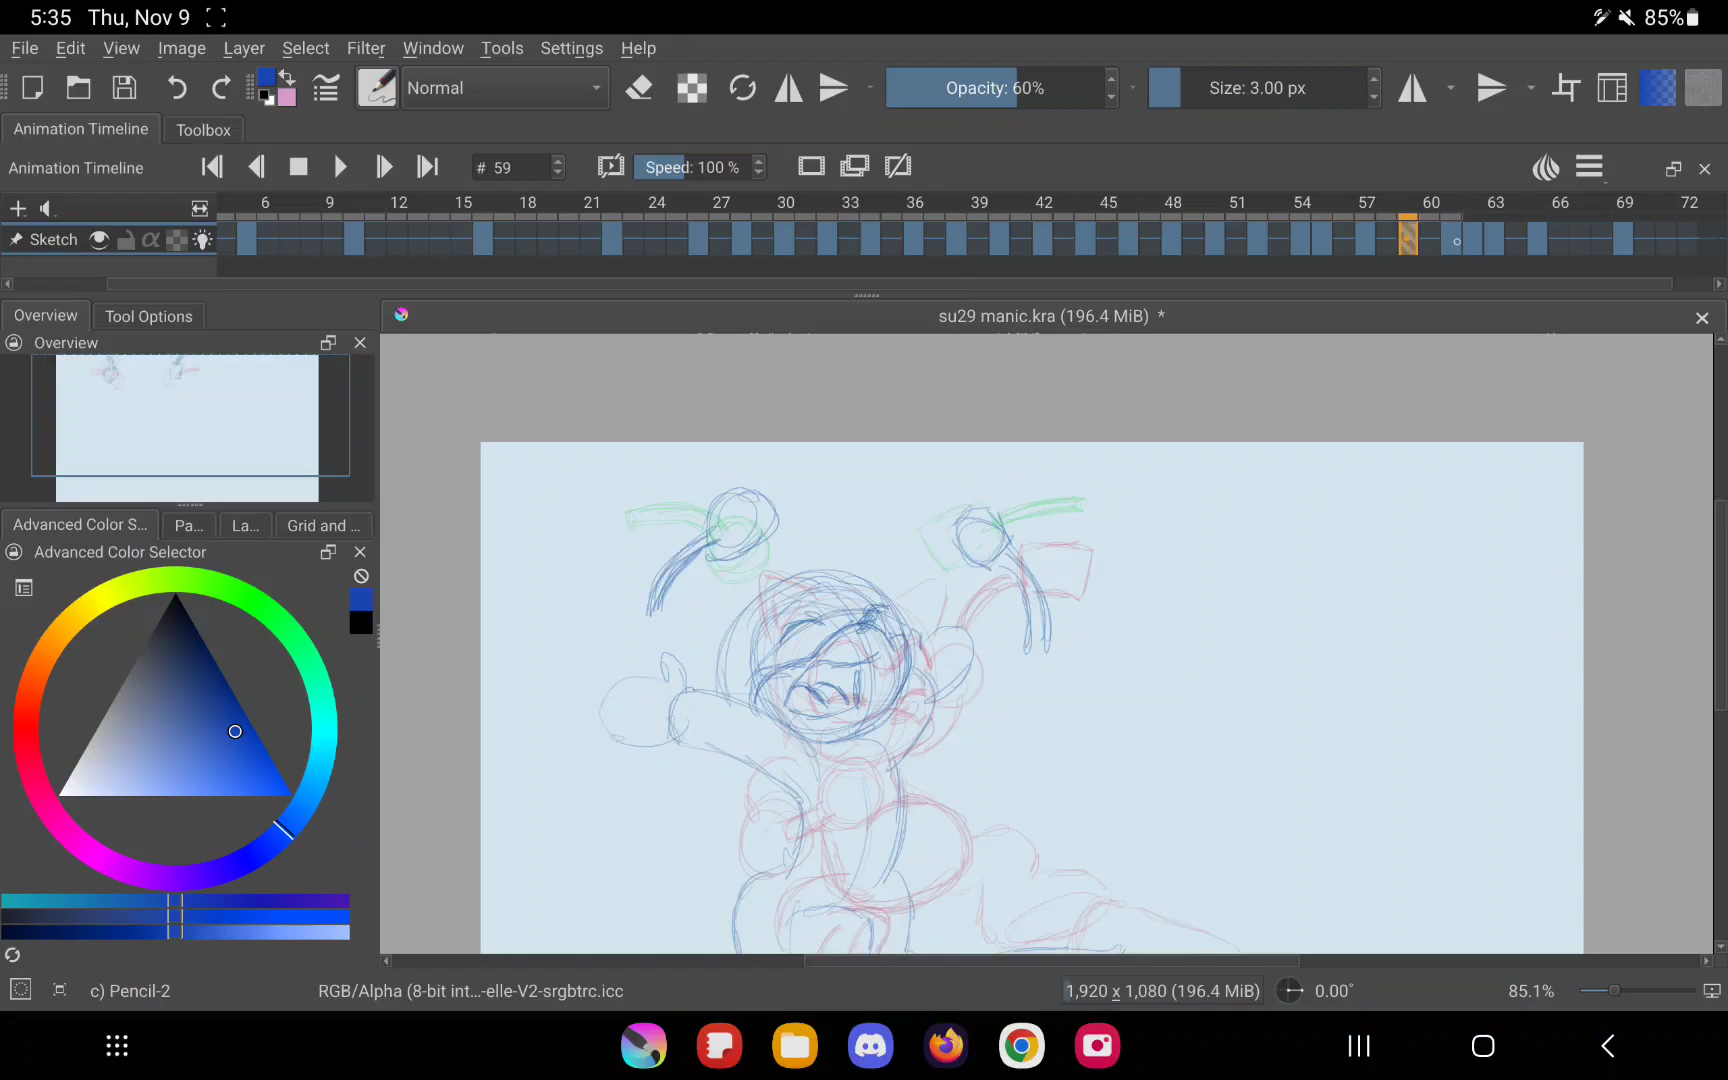 5:35 Thu, Nov 9 85%
File Edit View Image Layer Select Filter Window Tools Settings Help
Normal Opacity: 60% Size: 3.00 px
Animation Timeline Toolbox
Animation Timeline # 59 Speed: 100 %
6 9 12 15 18 21 24 27 30 33 36 39 42 45 48 51 54 57 60 63 66 69 72
Sketch
Overview Tool Options
su29 manic.kra (196.4 MiB) *
Overview
Advanced Color S... Pa... La... Grid and ...
Advanced Color Selector
c) Pencil-2 RGB/Alpha (8-bit int...-elle-V2-srgbtrc.icc 1,920 x 1,080 (196.4 MiB) 0.00° 85.1%